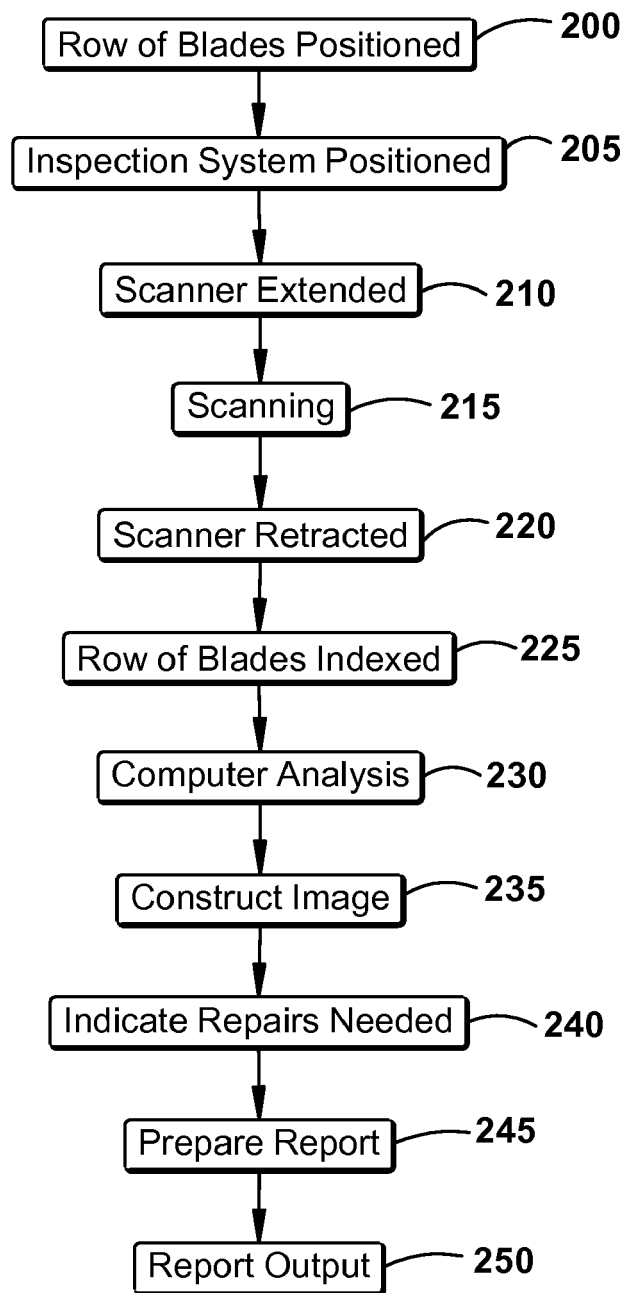 Row of Blades Positioned 200
Inspection System Positioned 205
Scanner Extended 210
Scanning 215
Scanner Retracted 220
Row of Blades Indexed 225
Computer Analysis 230
Construct Image 235
Indicate Repairs Needed 240
Prepare Report 245
Report Output 250